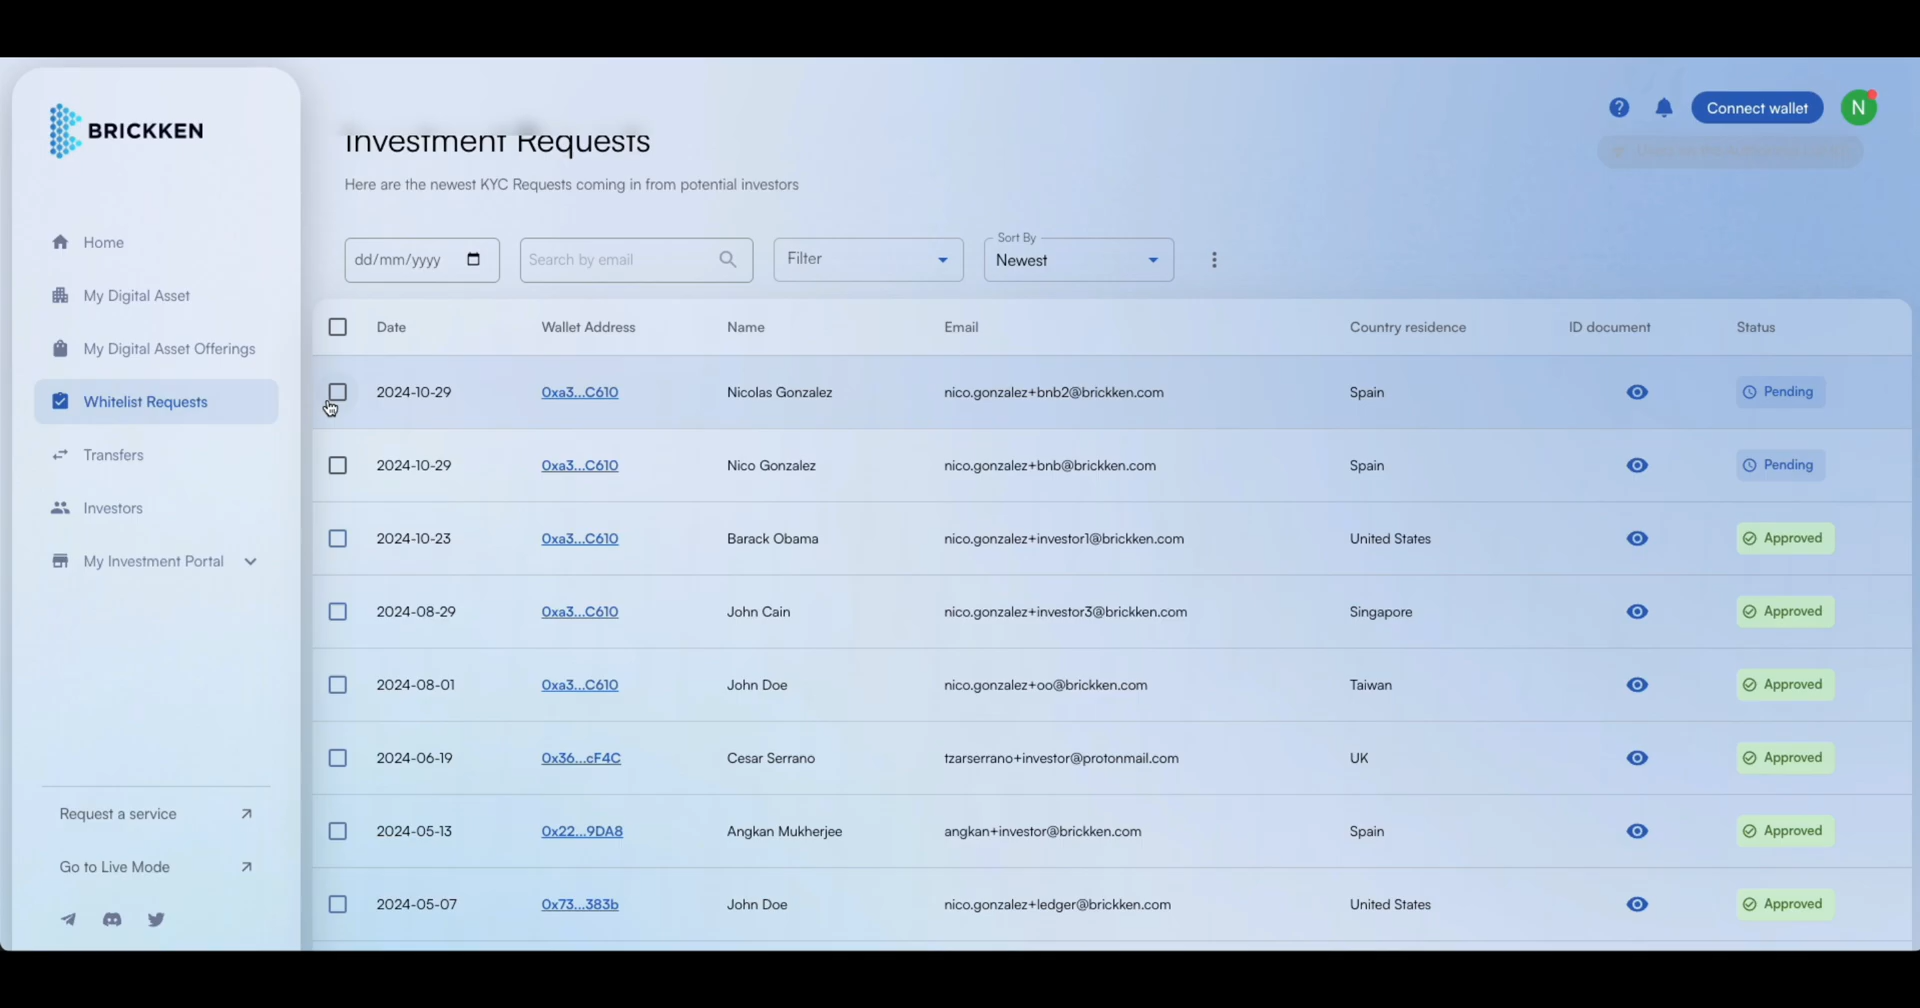 BRICKKEN
Home
My Digital Asset
My Digital Asset Offerings
Whitelist Requests
Transfers
Investors
My Investment Portal
Request a service
Go to Live Mode
Connect wallet
N
Investment Requests
Here are the newest KYC Requests coming in from potential investors
dd/mm/yyyy
Search by email
Filter
Sort By
Newest
Date Wallet Address Name Email Country residence ID document Status
2024-10-29 0xa3...C610 Nicolas Gonzalez nico.gonzalez+bnb2@brickken.com Spain Pending
2024-10-29 0xa3...C610 Nico Gonzalez nico.gonzalez+bnb@brickken.com Spain Pending
2024-10-23 0xa3...C610 Barack Obama nico.gonzalez+investor1@brickken.com United States Approved
2024-08-29 0xa3...C610 John Cain nico.gonzalez+investor3@brickken.com Singapore Approved
2024-08-01 0xa3...C610 John Doe nico.gonzalez+oo@brickken.com Taiwan Approved
2024-06-19 0x36...cF4C Cesar Serrano tzarserrano+investor@protonmail.com UK Approved
2024-05-13 0x22...9DA8 Angkan Mukherjee angkan+investor@brickken.com Spain Approved
2024-05-07 0x73...383b John Doe nico.gonzalez+ledger@brickken.com United States Approved